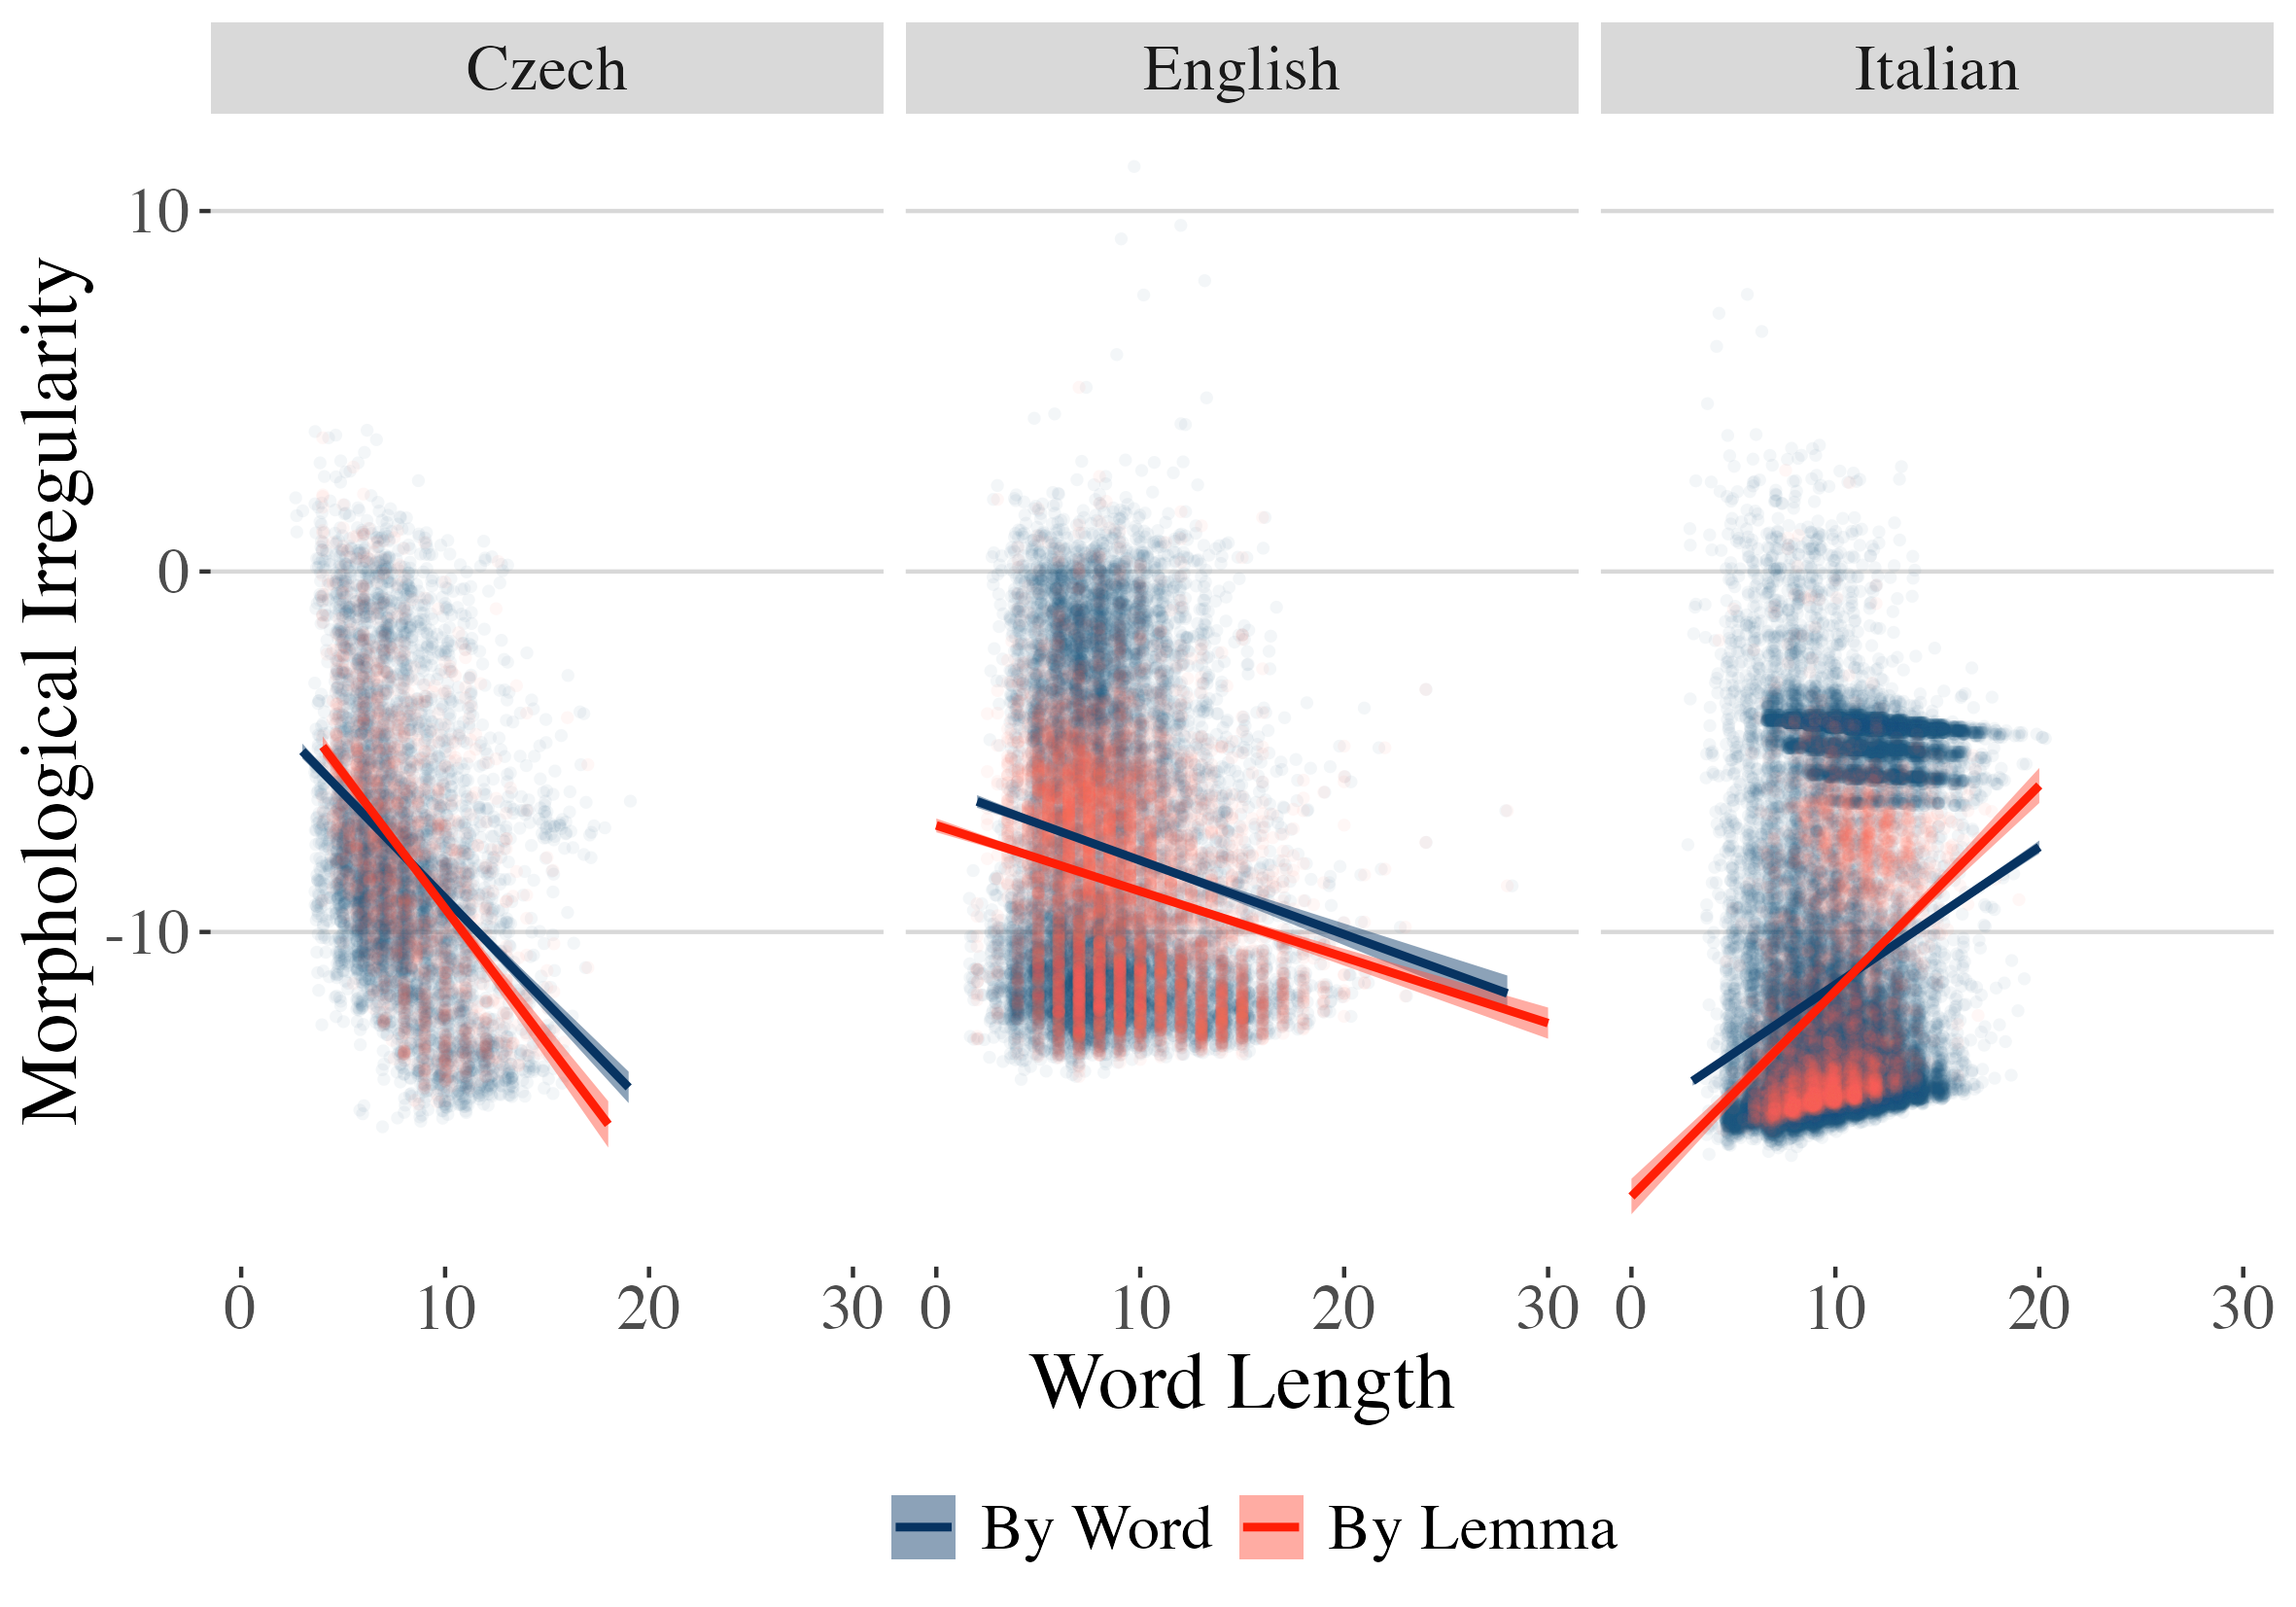 Czech English Italian
Morphological Irregularity
10
0
-10
0 10 20 30 0 10 20 30 0 10 20 30
Word Length
By Word By Lemma